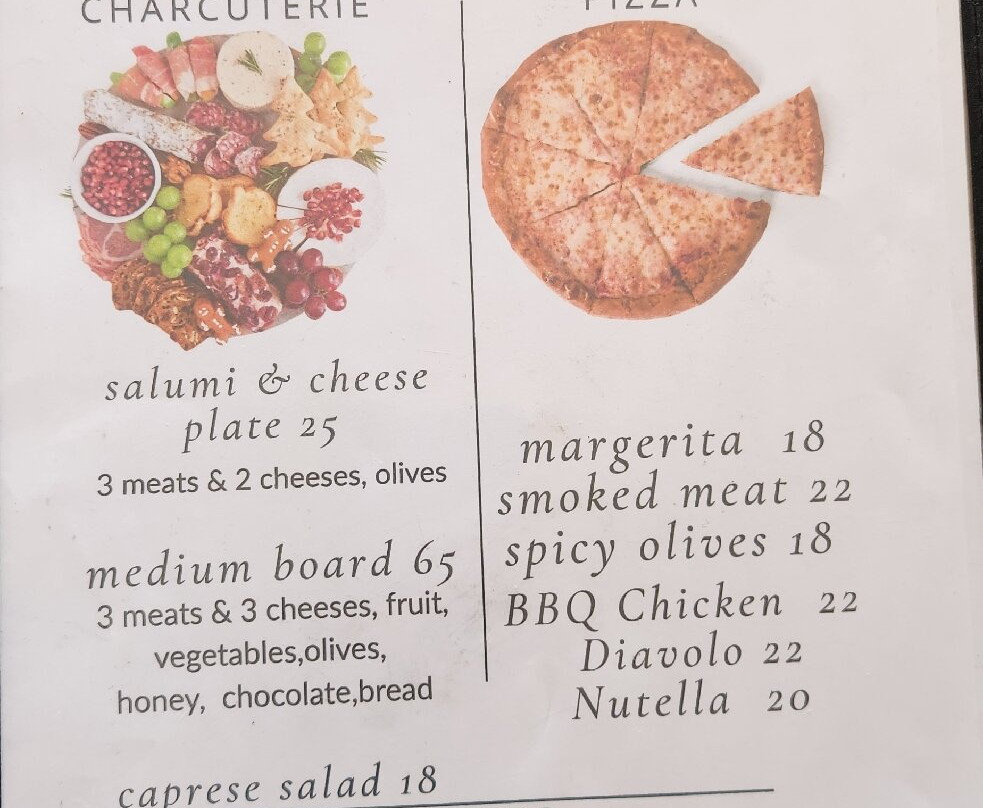 CHARCUTERIE
salumi & cheese
plate 25
3 meats & 2 cheeses, olives
medium board 65
3 meats & 3 cheeses, fruit,
vegetables,olives,
honey, chocolate,bread
caprese salad 18
PIZZA
margerita 18
smoked meat 22
spicy olives 18
BBQ Chicken 22
Diavolo 22
Nutella 20